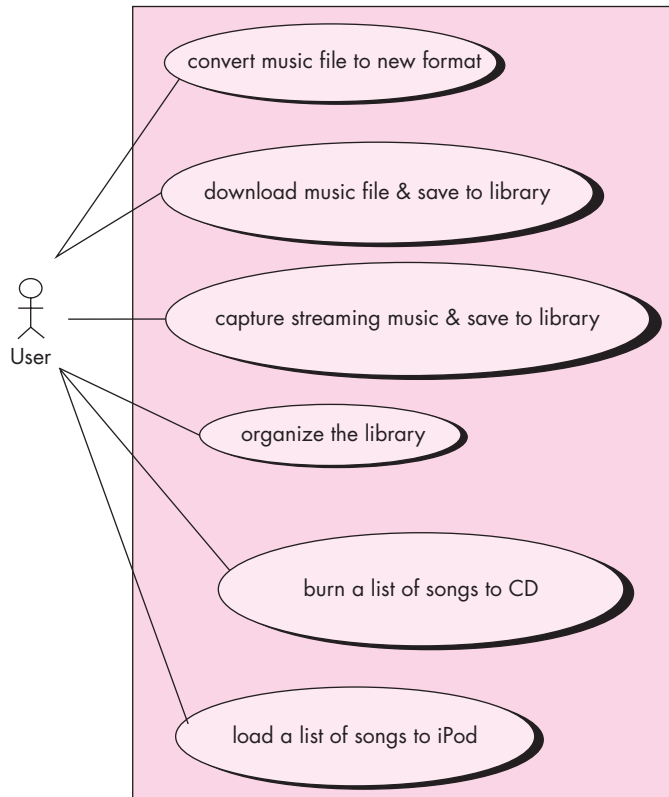 convert music file to new format
download music file & save to library
capture streaming music & save to library
User
organize the library
burn a list of songs to CD
load a list of songs to iPod